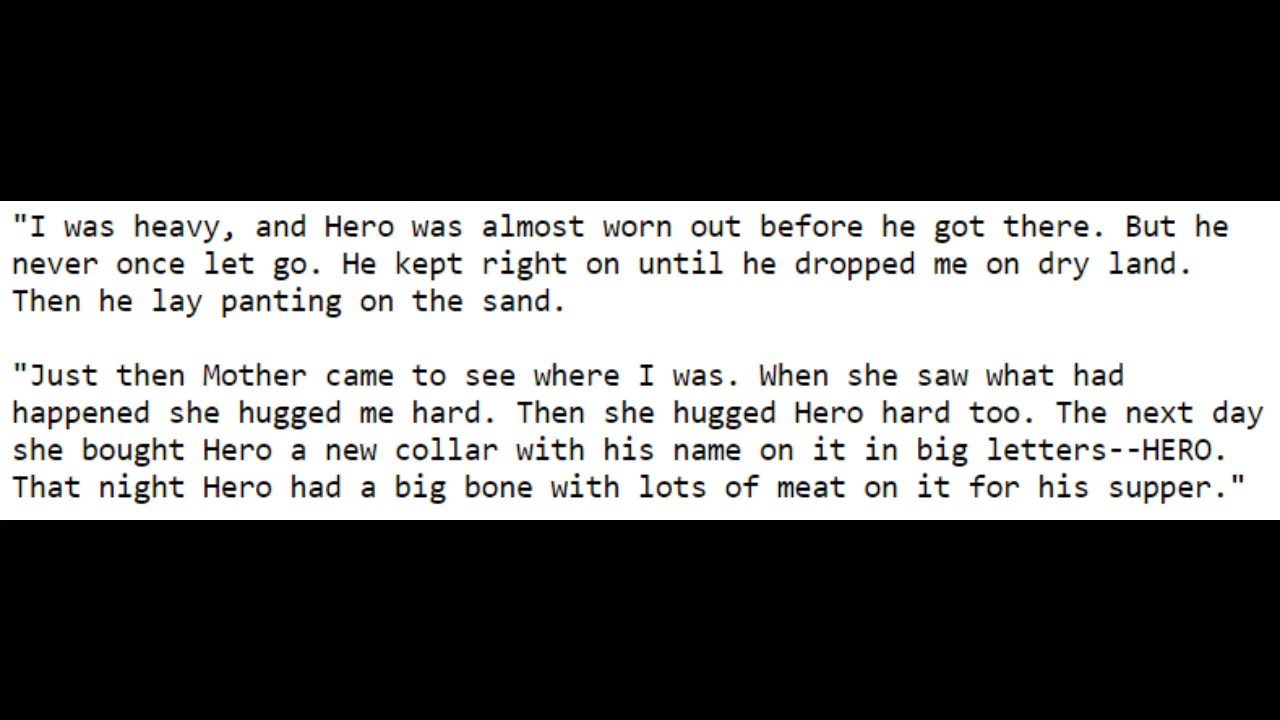 "I was heavy, and Hero was almost worn out before he got there. But he
never once let go. He kept right on until he dropped me on dry land.
Then he lay panting on the sand.
"Just then Mother came to see where I was. When she saw what had
happened she hugged me hard. Then she hugged Hero hard too. The next day
she bought Hero a new collar with his name on it in big letters--HERO.
That night Hero had a big bone with lots of meat on it for his supper."